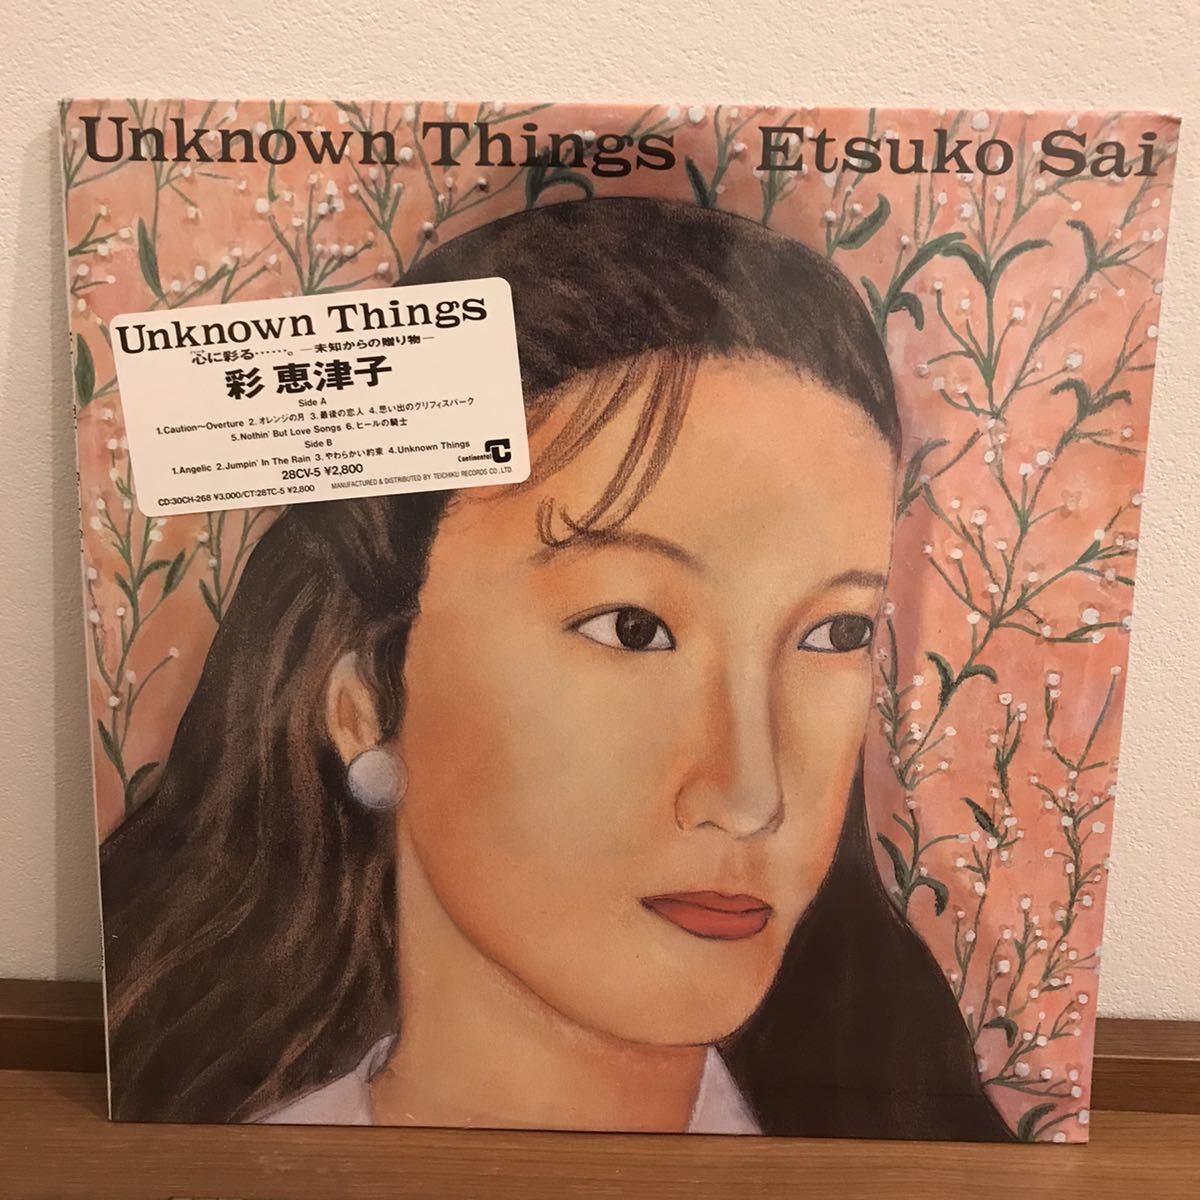 Unknown Things Etsuko Sai
Unknown Things
心に彩る……。―未知からの贈り物―
彩 恵津子
Side A
1.Caution〜Overture 2.オレンジの月 3.最後の恋人 4.思い出のグリフィスパーク
5.Nothin' But Love Songs 6.ヒールの騎士
Side B
1.Angelic 2.Jumpin' In The Rain 3.やわらかい約束 4.Unknown Things
28CV-5 ¥2,800
Continental
CD:30CH-268 ¥3,000/CT:28TC-5 ¥2,800 MANUFACTURED & DISTRIBUTED BY TEICHIKU RECORDS CO., LTD.